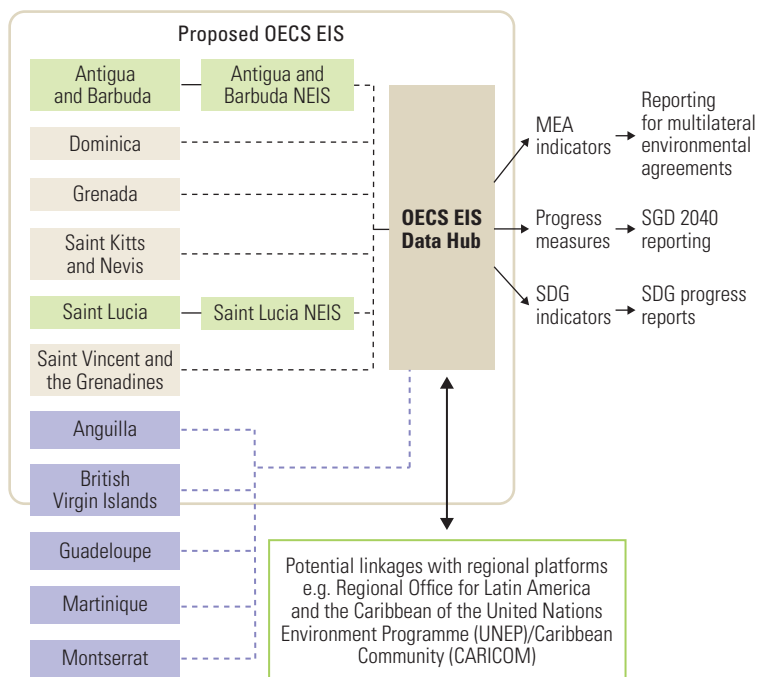 Proposed OECS EIS
Antigua
and Barbuda
Antigua and
Barbuda NEIS
Dominica
Grenada
Saint Kitts
and Nevis
Saint Lucia
Saint Lucia NEIS
Saint Vincent and
the Grenadines
Anguilla
British
Virgin Islands
Guadeloupe
Martinique
Montserrat
OECS EIS
Data Hub
MEA
indicators
Reporting
for multilateral
environmental
agreements
Progress
measures
SGD 2040
reporting
SDG
indicators
SDG progress
reports
Potential linkages with regional platforms
e.g. Regional Office for Latin America
and the Caribbean of the United Nations
Environment Programme (UNEP)/Caribbean
Community (CARICOM)